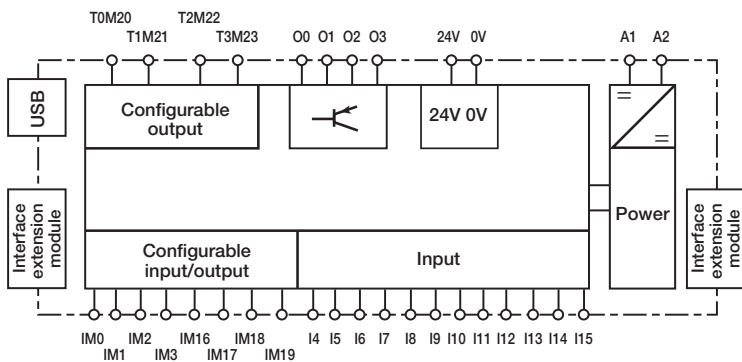 T0M20 T2M22 O0 O1 O2 O3 24V 0V A1 A2
T1M21 T3M23
USB
Configurable
output
24V 0V
Interface
extension
module
Power
Interface
extension
module
Configurable
input/output
Input
IM0 IM2 IM16 IM18 I4 I5 I6 I7 I8 I9 I10 I11 I12 I13 I14 I15
IM1 IM3 IM17 IM19